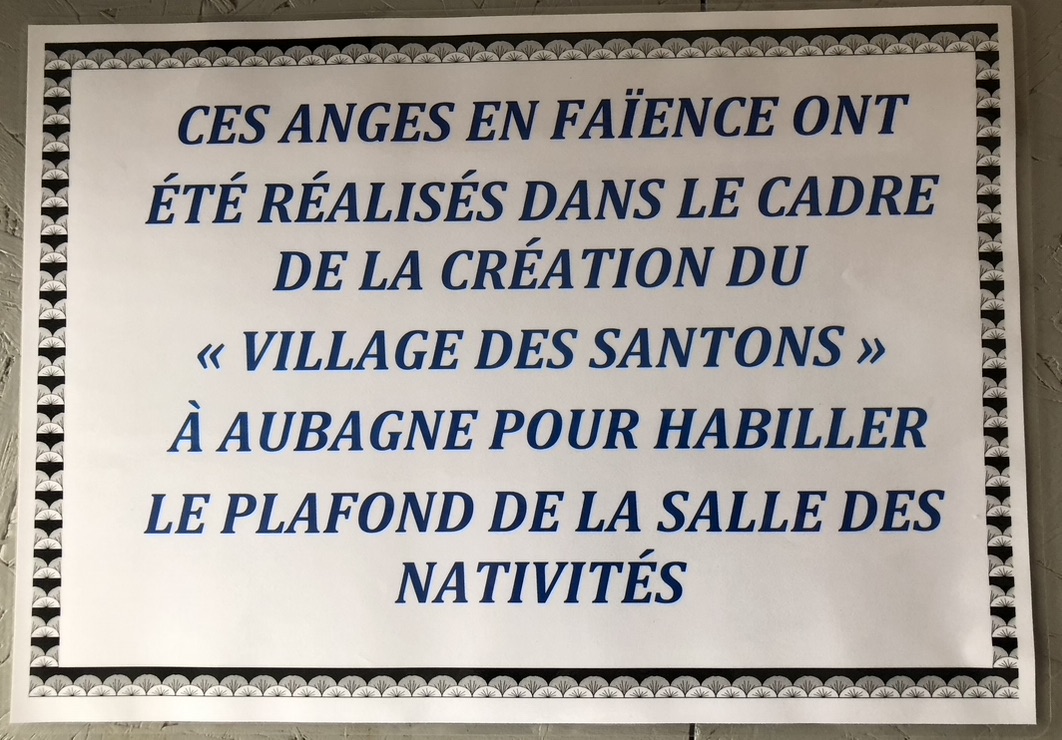 CES ANGES EN FAÏENCE ONT
ÉTÉ RÉALISÉS DANS LE CADRE
DE LA CRÉATION DU
« VILLAGE DES SANTONS »
À AUBAGNE POUR HABILLER
LE PLAFOND DE LA SALLE DES
NATIVITÉS